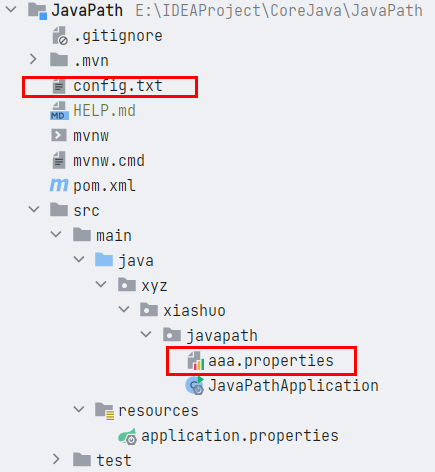 JavaPath E:\IDEAProject\CoreJava\JavaPath
.gitignore
.mvn
config.txt
HELP.md
mvnw
mvnw.cmd
pom.xml
src
main
java
xyz
xiashuo
javapath
aaa.properties
JavaPathApplication
resources
application.properties
test